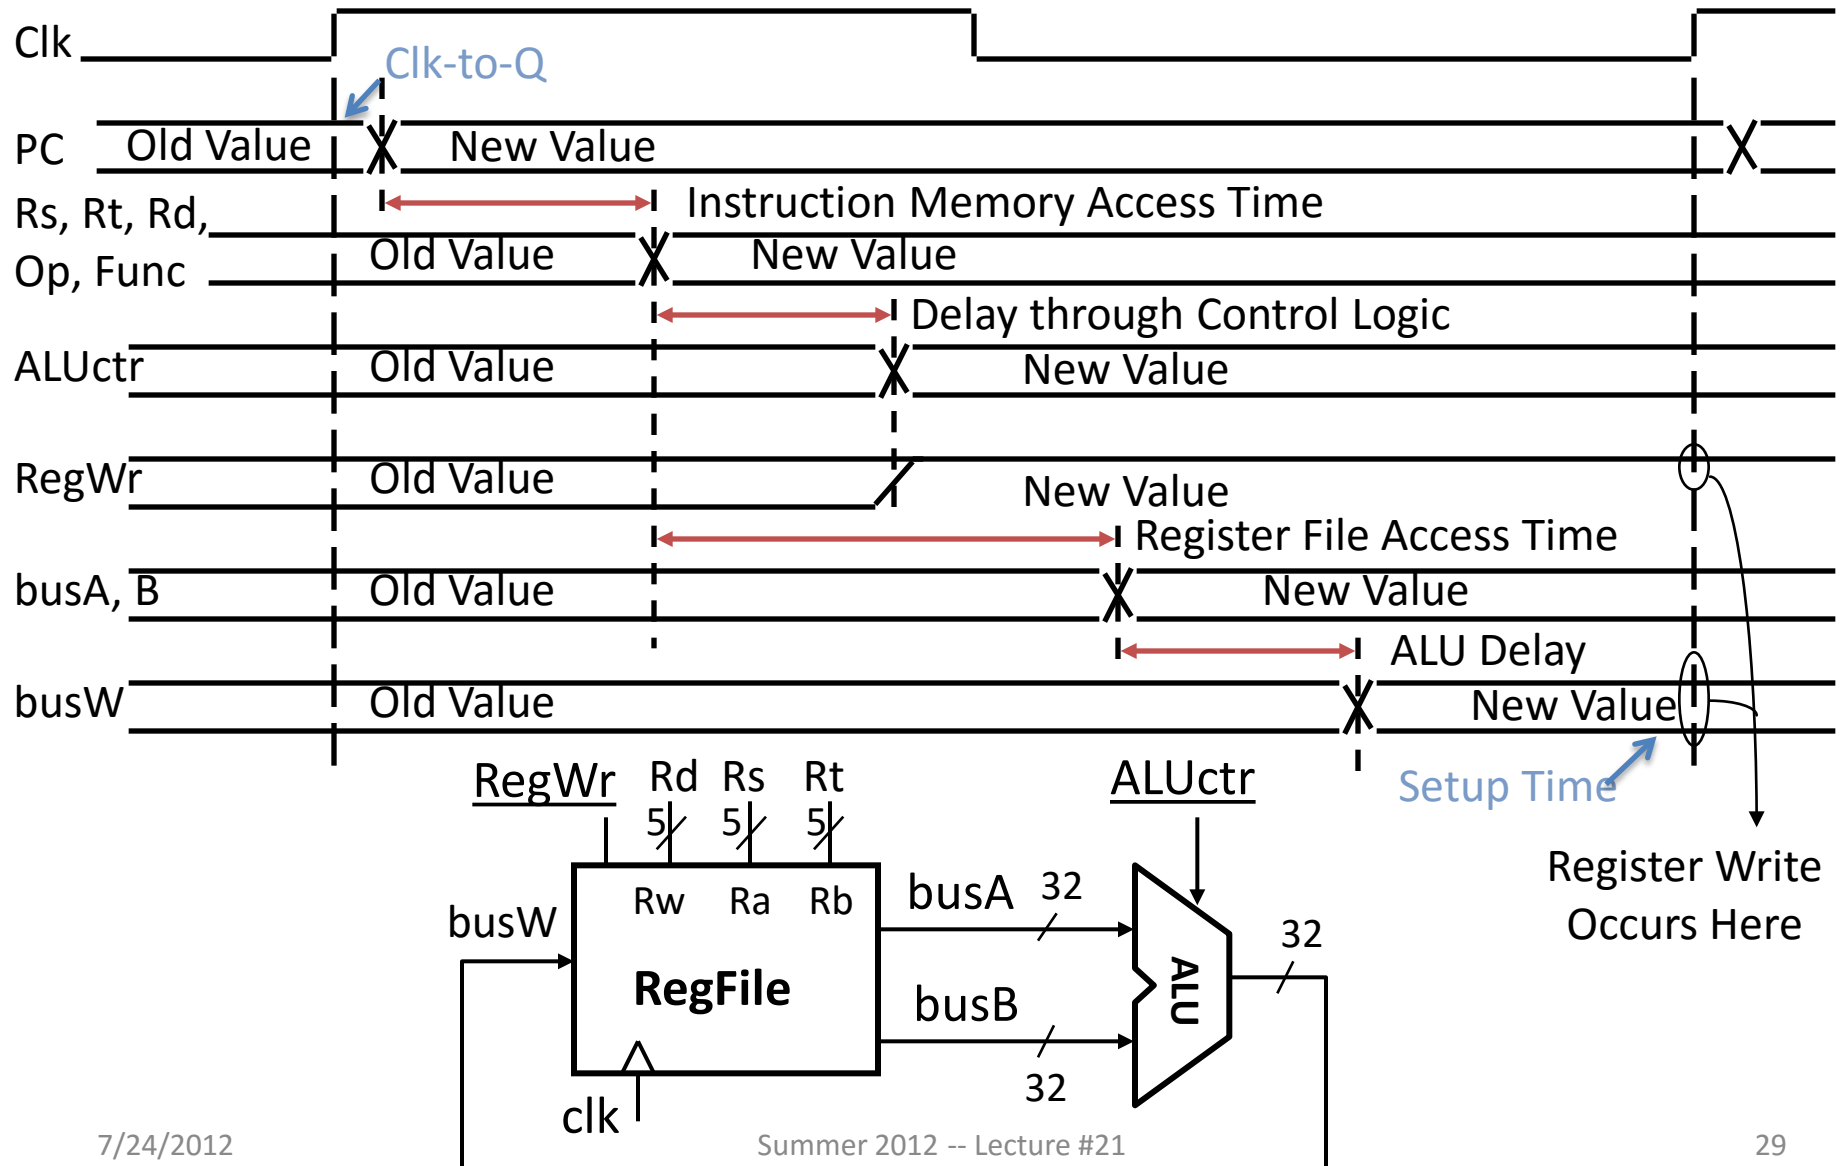 Clk
Clk-to-Q
PC Old Value New Value
Rs, Rt, Rd,
Op, Func
Instruction Memory Access Time
Old Value New Value
Delay through Control Logic
ALUctr Old Value New Value
RegWr Old Value New Value
Register File Access Time
busA, B Old Value New Value
ALU Delay
busW Old Value New Value
Setup Time
Register Write
Occurs Here
RegWr Rd Rs Rt ALUctr
5 5 5
Rw Ra Rb
busW
RegFile
clk
busA 32
busB
32
ALU
32
7/24/2012 Summer 2012 -- Lecture #21 29